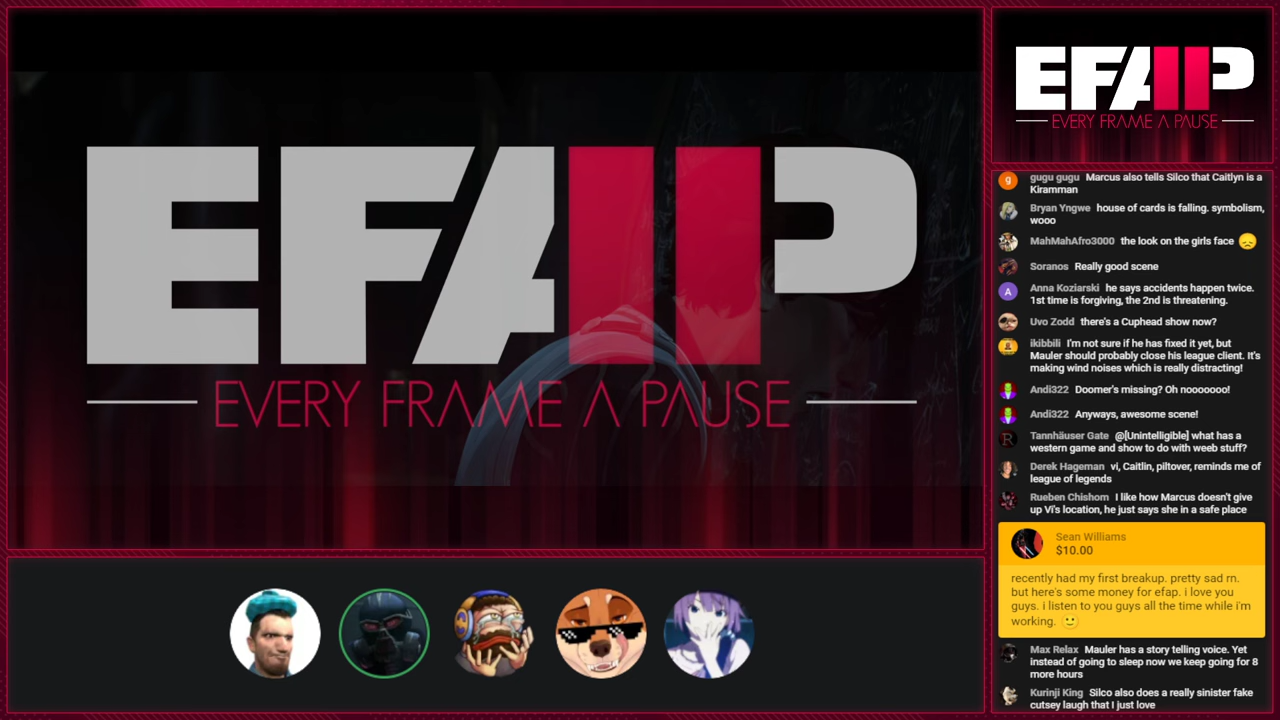 EFAP
EVERY FRAME A PAUSE
EFAP
EVERY FRAME A PAUSE
g
gugu gugu Marcus also tells Silco that Caitlyn is a
Kiramman
Bryan Yngwe house of cards is falling. symbolism,
wooo
MahMahAfro3000 the look on the girls face 😞
Soranos Really good scene
A
Anna Koziarski he says accidents happen twice.
1st time is forgiving, the 2nd is threatening.
Uvo Zodd there's a Cuphead show now?
ikibbili I'm not sure if he has fixed it yet, but
Mauler should probably close his league client. It's
making wind noises which is really distracting!
Andi322 Doomer's missing? Oh nooooooo!
Andi322 Anyways, awesome scene!
R
Tannhäuser Gate @[Unintelligible] what has a
western game and show to do with weeb stuff?
Derek Hageman vi, Caitlin, piltover, reminds me of
league of legends
Rueben Chishom I like how Marcus doesn't give
up Vi's location, he just says she in a safe place
Sean Williams
$10.00
recently had my first breakup. pretty sad rn.
but here's some money for efap. i love you
guys. i listen to you guys all the time while i'm
working. 🙂
Max Relax Mauler has a story telling voice. Yet
instead of going to sleep now we keep going for 8
more hours
Kurinji King Silco also does a really sinister fake
cutsey laugh that I just love